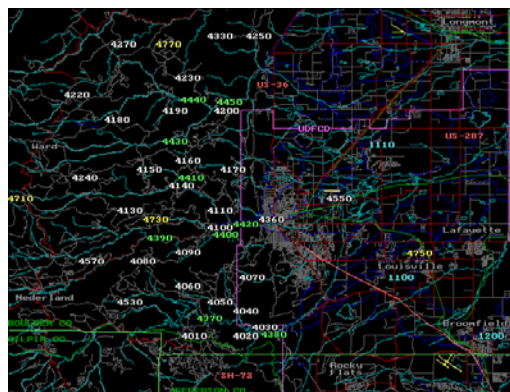 Longmont
4330 4250
4270 4770
4230
US-36
4220 4440 4450
4190 4200
4180
UDFCD US-287
4430
Ward 1110
4160
4150 4170
4240 4410
4140
4710 4550
4130 4110
4730 4360
4100 4420
Lafayette
4390 4400
4090 4750
4570 4080
Louisville
4070 1100
4060
Nederland
4530 4050
4040
4370
BOULDER CO Broomfield
4030
4010 4020 4380 1200
GILPIN CO
Rocky
SH-72 Flats
JEFFERSON CO